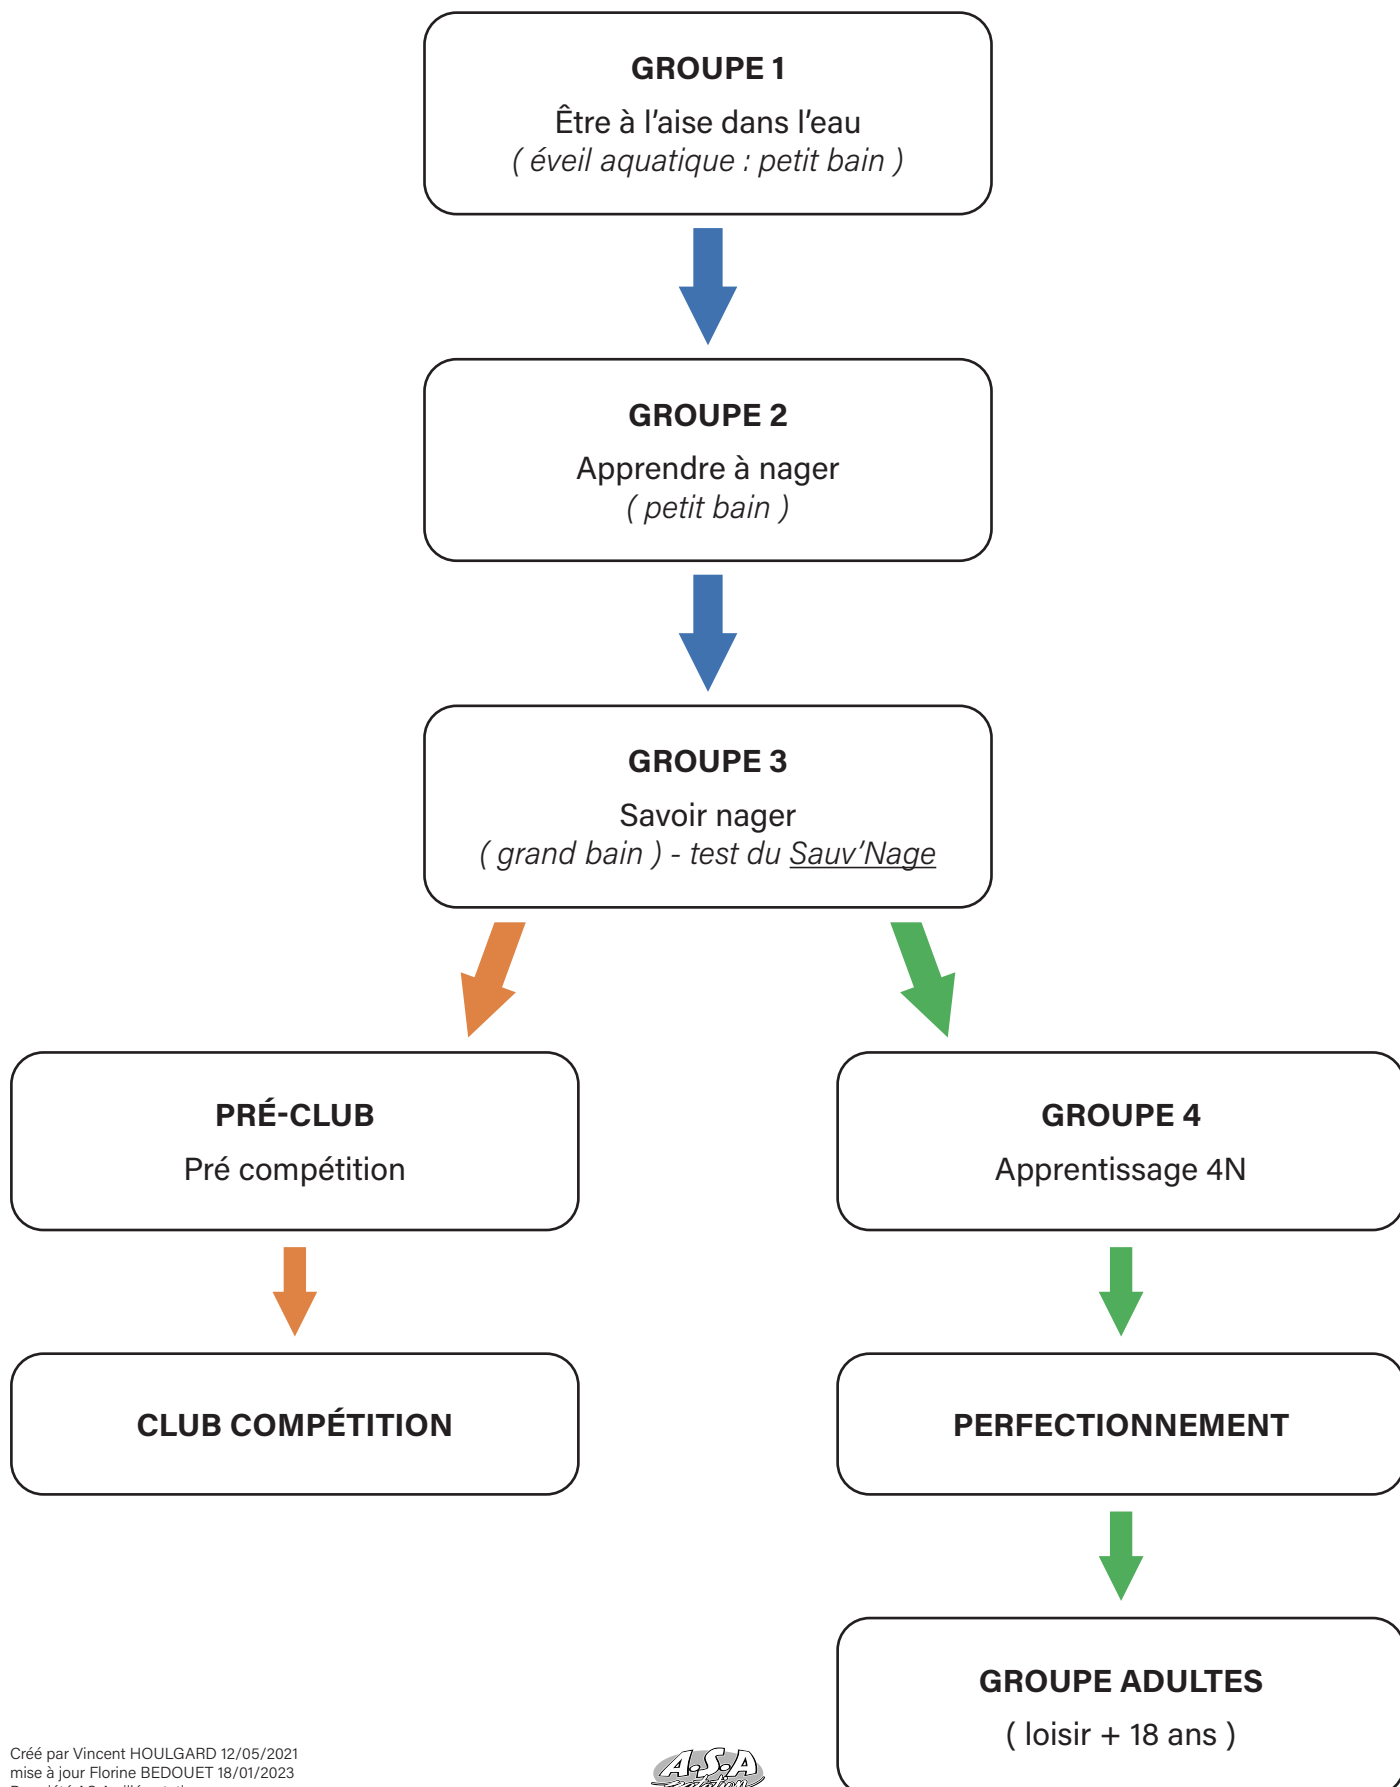 GROUPE 1
Être à l'aise dans l'eau
( éveil aquatique : petit bain )
GROUPE 2
Apprendre à nager
( petit bain )
GROUPE 3
Savoir nager
( grand bain ) - test du Sauv'Nage
PRÉ-CLUB
Pré compétition
GROUPE 4
Apprentissage 4N
CLUB COMPÉTITION
PERFECTIONNEMENT
GROUPE ADULTES
( loisir + 18 ans )
Créé par Vincent HOULGARD 12/05/2021
mise à jour Florine BEDOUET 18/01/2023
A.S.A